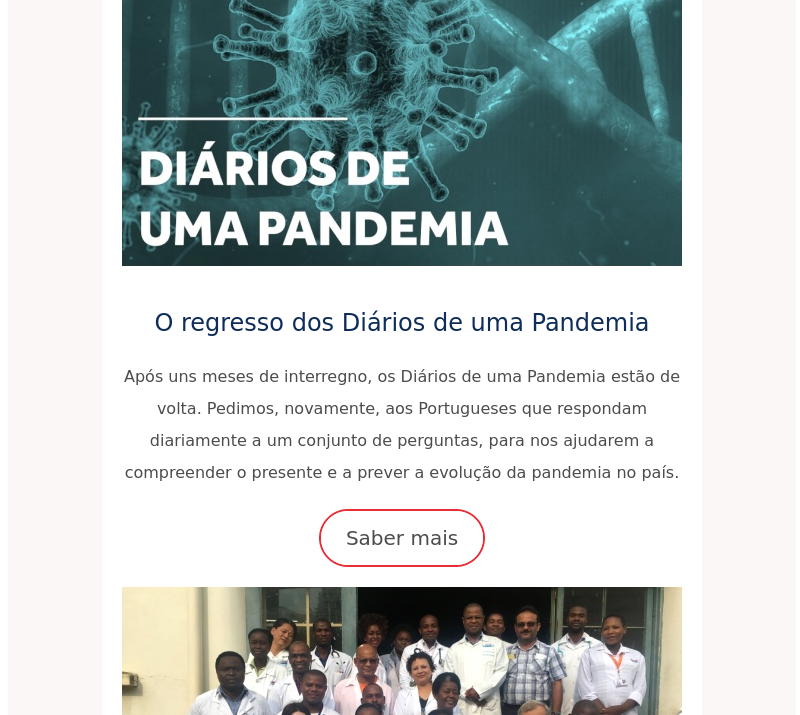 DIÁRIOS DE
UMA PANDEMIA
O regresso dos Diários de uma Pandemia
Após uns meses de interregno, os Diários de uma Pandemia estão de
volta. Pedimos, novamente, aos Portugueses que respondam
diariamente a um conjunto de perguntas, para nos ajudarem a
compreender o presente e a prever a evolução da pandemia no país.
Saber mais